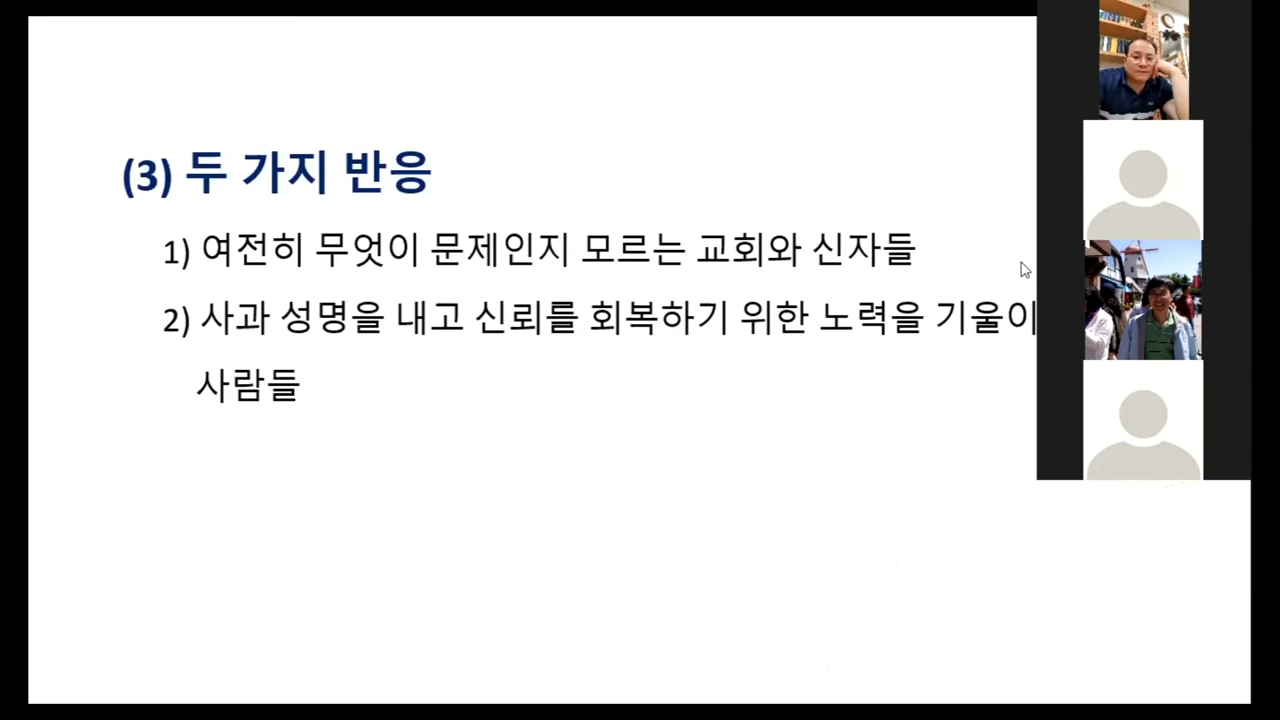 (3) 두 가지 반응
1) 여전히 무엇이 문제인지 모르는 교회와 신자들
2) 사과 성명을 내고 신뢰를 회복하기 위한 노력을 기울이
사람들